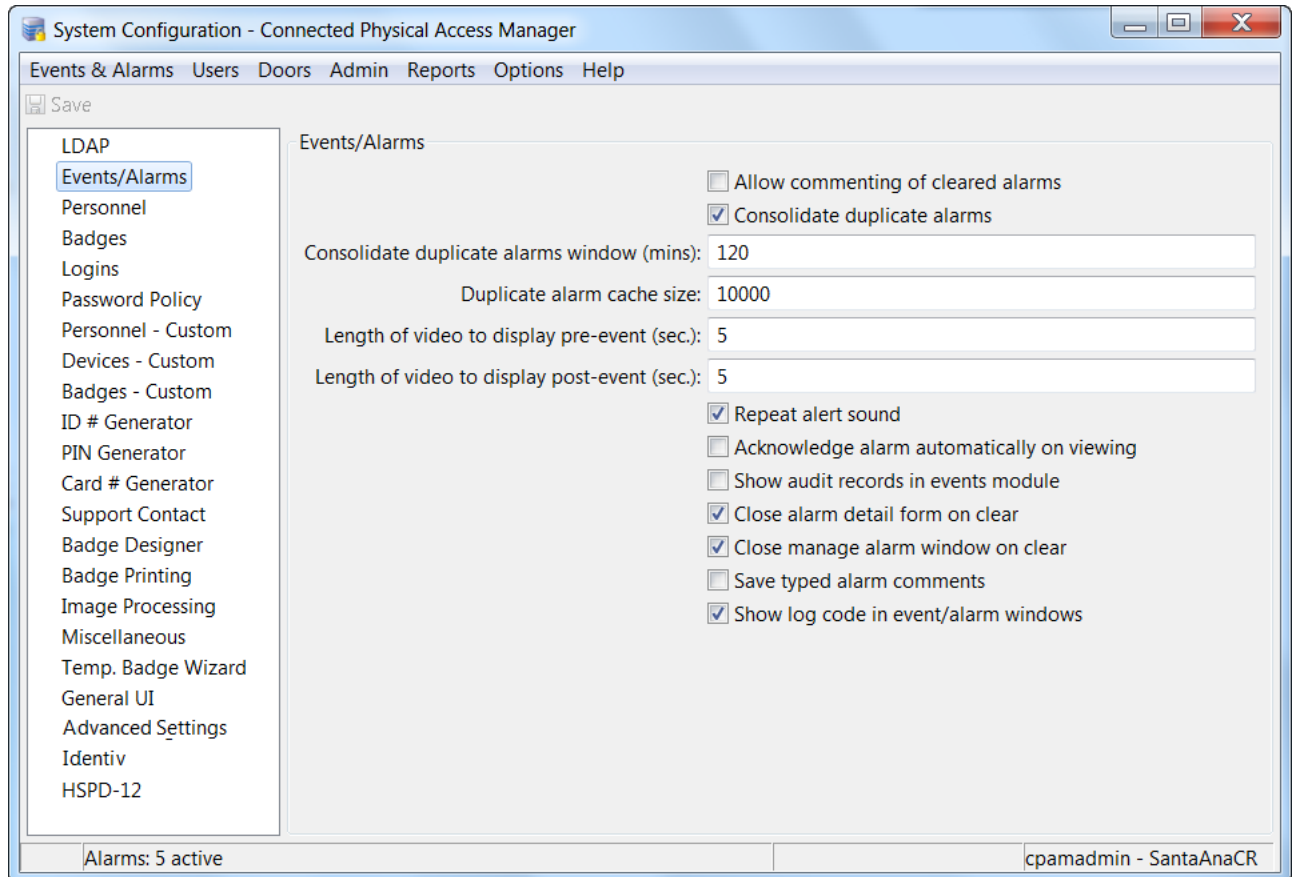 System Configuration - Connected Physical Access Manager
Events & Alarms Users Doors Admin Reports Options Help
Save
LDAP
Events/Alarms
Personnel
Badges
Logins
Password Policy
Personnel - Custom
Devices - Custom
Badges - Custom
ID # Generator
PIN Generator
Card # Generator
Support Contact
Badge Designer
Badge Printing
Image Processing
Miscellaneous
Temp. Badge Wizard
General UI
Advanced Settings
Identiv
HSPD-12
Events/Alarms
Allow commenting of cleared alarms
Consolidate duplicate alarms
Consolidate duplicate alarms window (mins): 120
Duplicate alarm cache size: 10000
Length of video to display pre-event (sec.): 5
Length of video to display post-event (sec.): 5
Repeat alert sound
Acknowledge alarm automatically on viewing
Show audit records in events module
Close alarm detail form on clear
Close manage alarm window on clear
Save typed alarm comments
Show log code in event/alarm windows
Alarms: 5 active
cpamadmin - SantaAnaCR